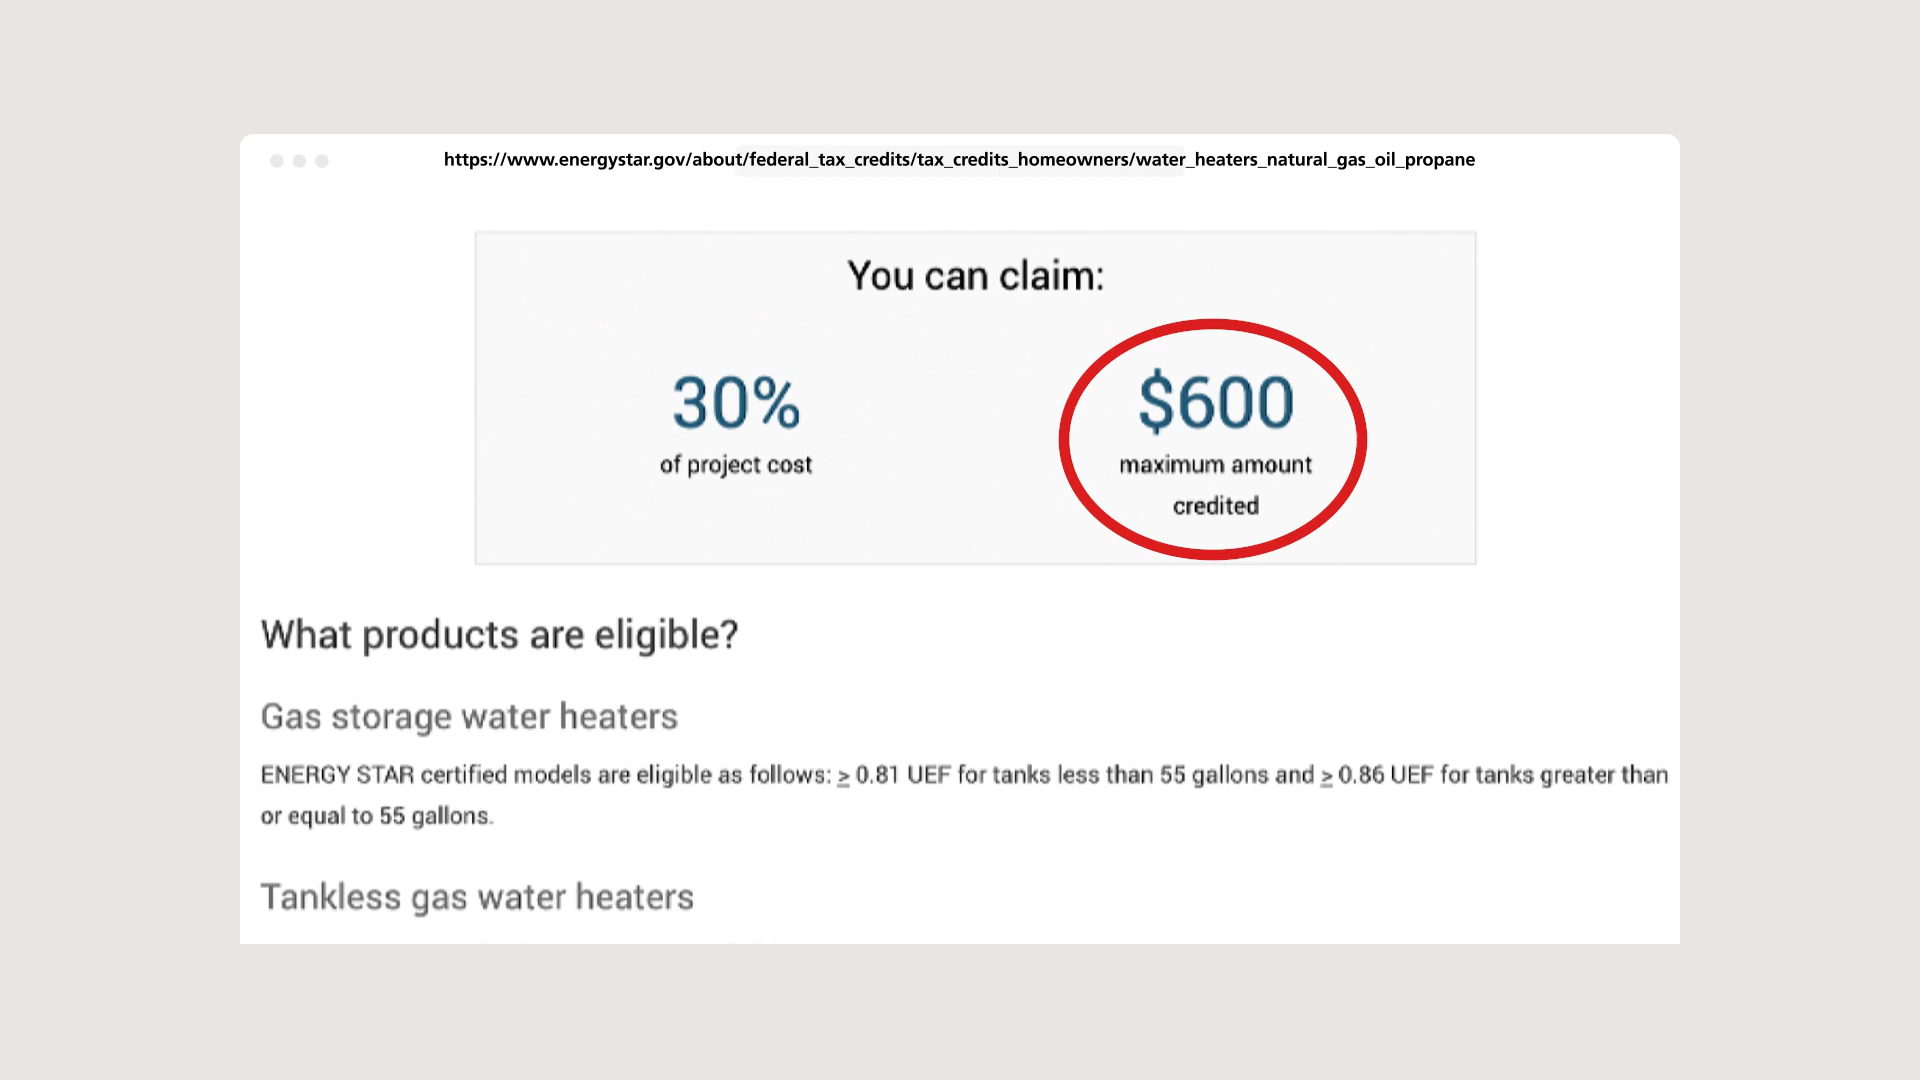 https://www.energystar.gov/about/federal_tax_credits/tax_credits_homeowners/water_heaters_natural_gas_oil_propane
You can claim:
30%
of project cost
$600
maximum amount
credited
What products are eligible?
Gas storage water heaters
ENERGY STAR certified models are eligible as follows: ≥ 0.81 UEF for tanks less than 55 gallons and ≥ 0.86 UEF for tanks greater than
or equal to 55 gallons.
Tankless gas water heaters